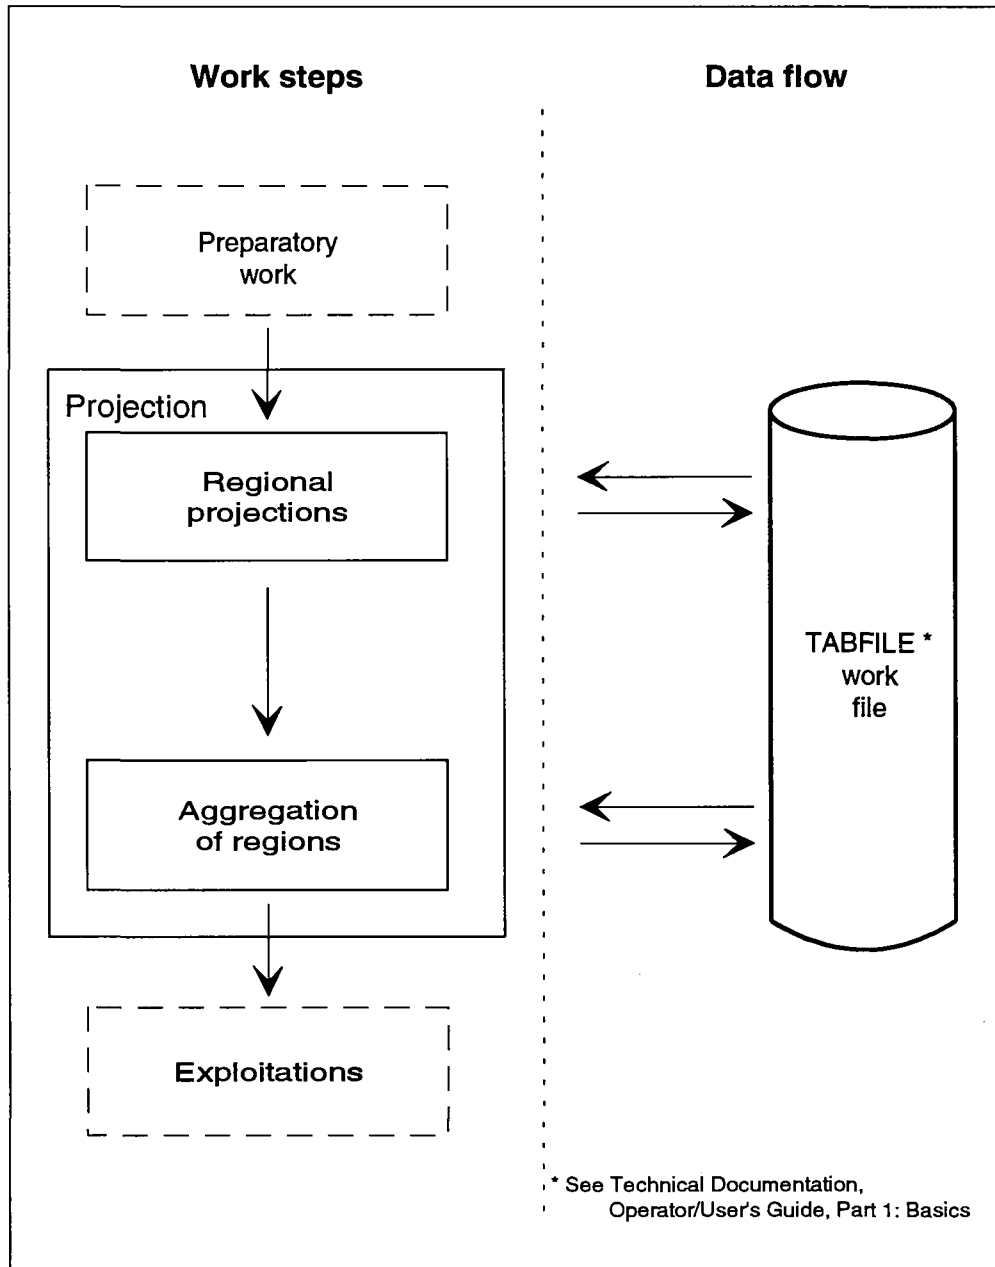 Work steps
Data flow
Preparatory
work
Projection
Regional
projections
TABFILE *
work
file
Aggregation
of regions
Exploitations
* See Technical Documentation,
Operator/User's Guide, Part 1: Basics